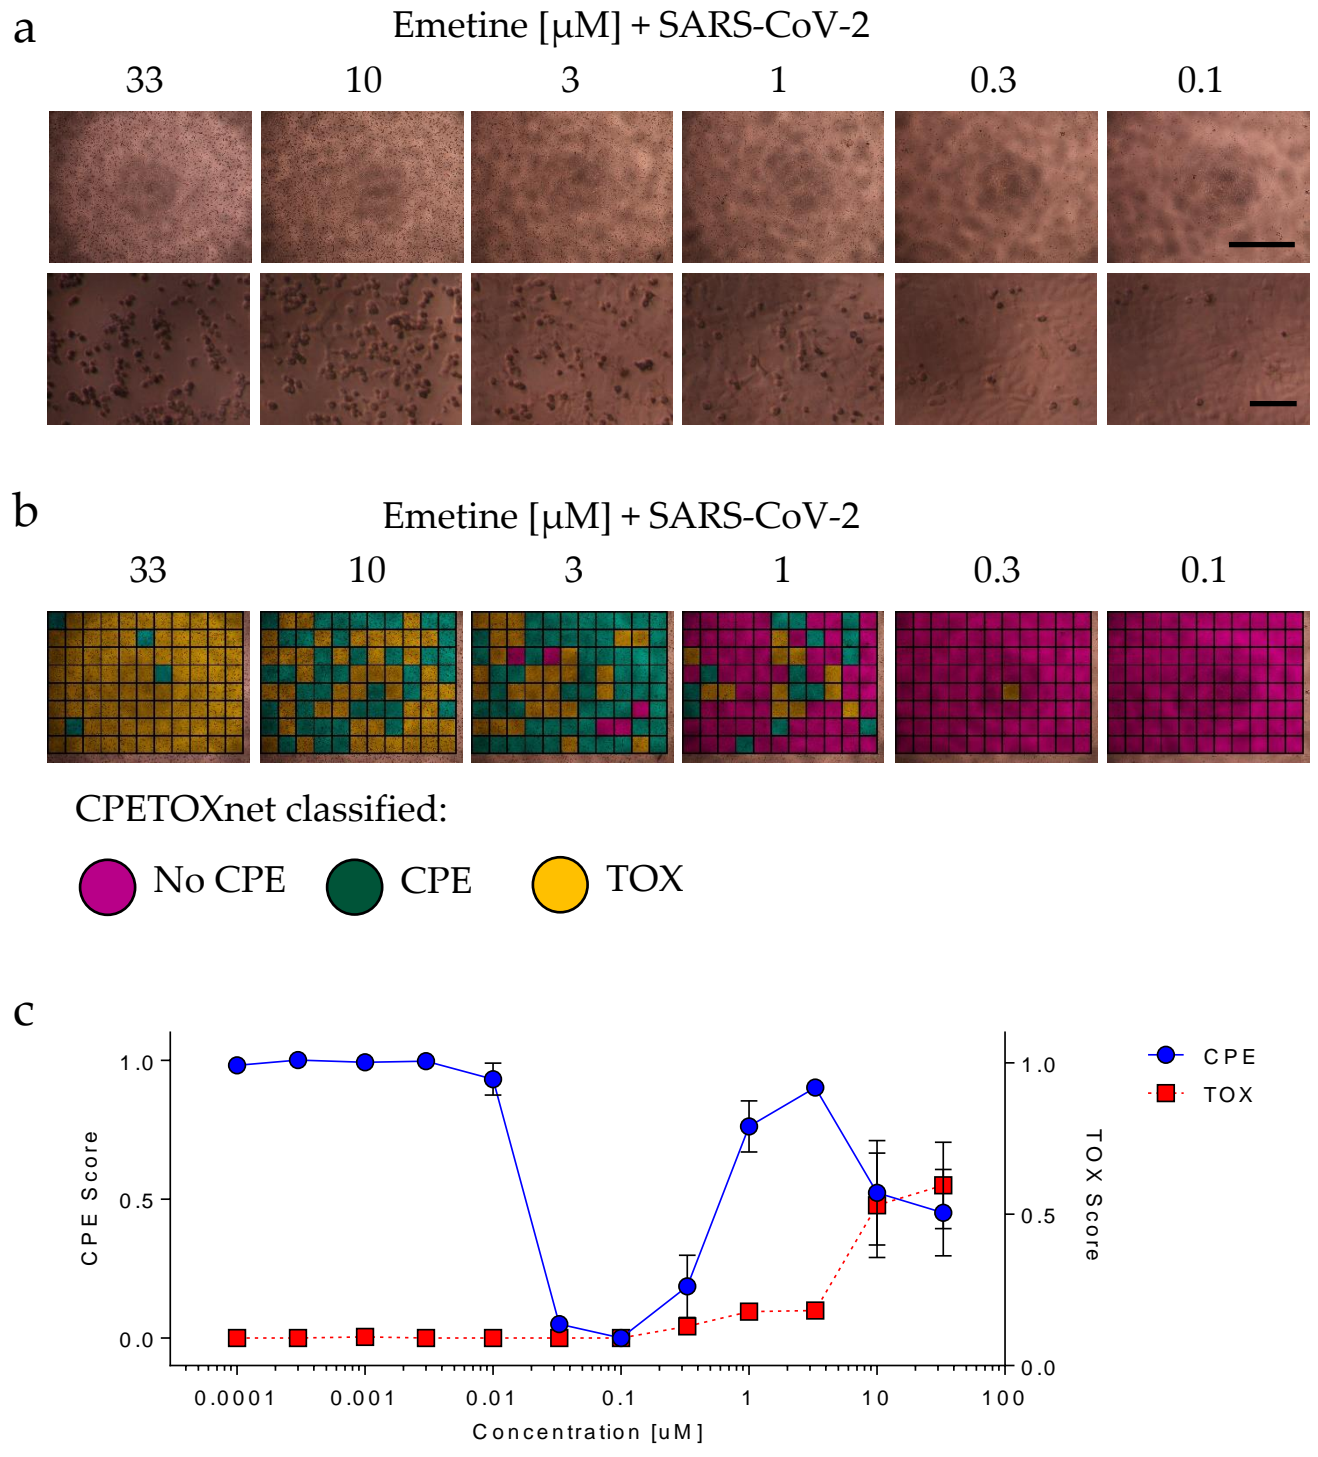 a
Emetine [µM] + SARS-CoV-2
33 10 3 1 0.3 0.1
b
Emetine [µM] + SARS-CoV-2
33 10 3 1 0.3 0.1
CPETOXnet classified:
No CPE CPE TOX
c
CPE
TOX
1.0
0.5
0.0
CPE Score
1.0
0.5
0.0
TOX Score
0.0001 0.001 0.01 0.1 1 10 100
Concentration [uM]